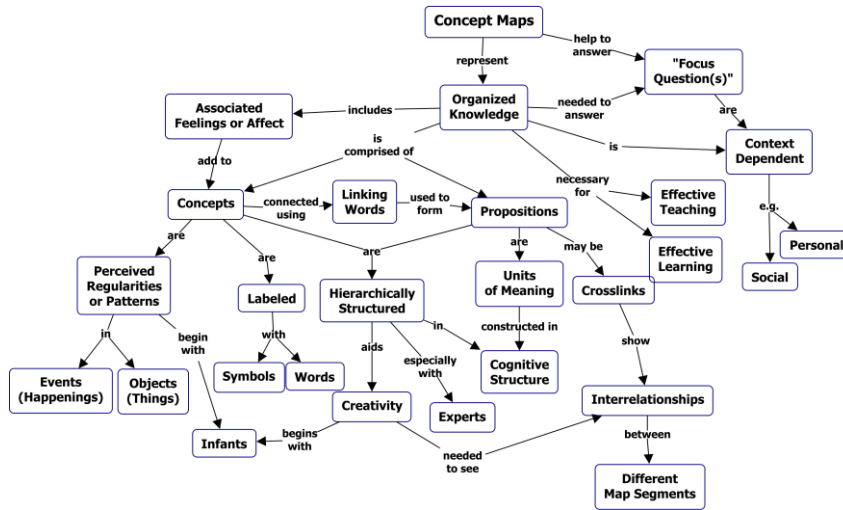 Concept Maps
help to
answer
represent
"Focus
Question(s)"
Organized
Knowledge
Associated
Feelings or Affect
includes
needed to
answer
are
is
comprised of
is
Context
Dependent
add to
necessary
for
Effective
Teaching
Concepts
connected
using
Linking
Words
used to
form
Propositions
e.g.
Personal
are
are
are
are
may be
Effective
Learning
Social
Perceived
Regularities
or Patterns
Labeled
Hierarchically
Structured
Units
of Meaning
Crosslinks
in
begin
with
with
aids
in
constructed in
show
especially
with
Events
(Happenings)
Objects
(Things)
Symbols
Words
Cognitive
Structure
Creativity
Experts
Interrelationships
Infants
begins
with
needed
to see
between
Different
Map Segments